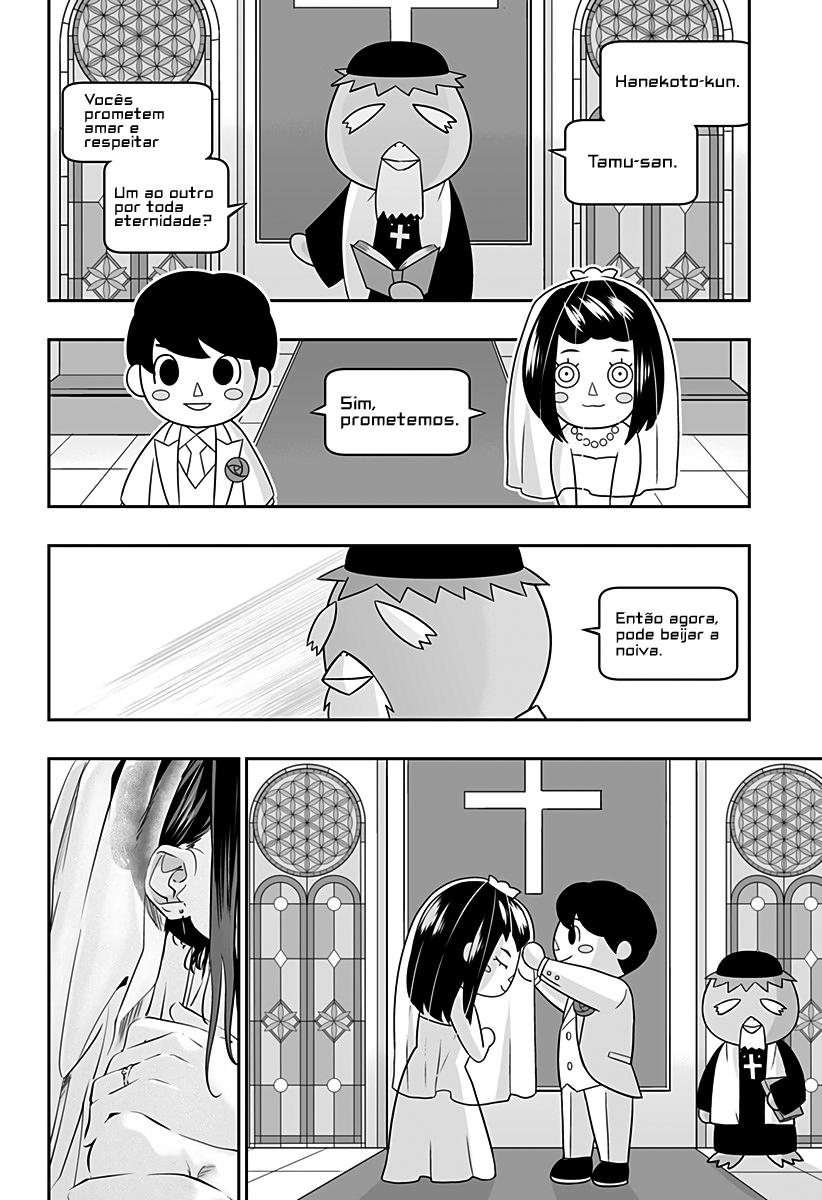 Hanekoto-kun.
Tamu-san.
Vocês
prometem
amar e
respeitar
Um ao outro
por toda
eternidade?
Sim,
prometemos.
Então agora,
pode beijar a
noiva.